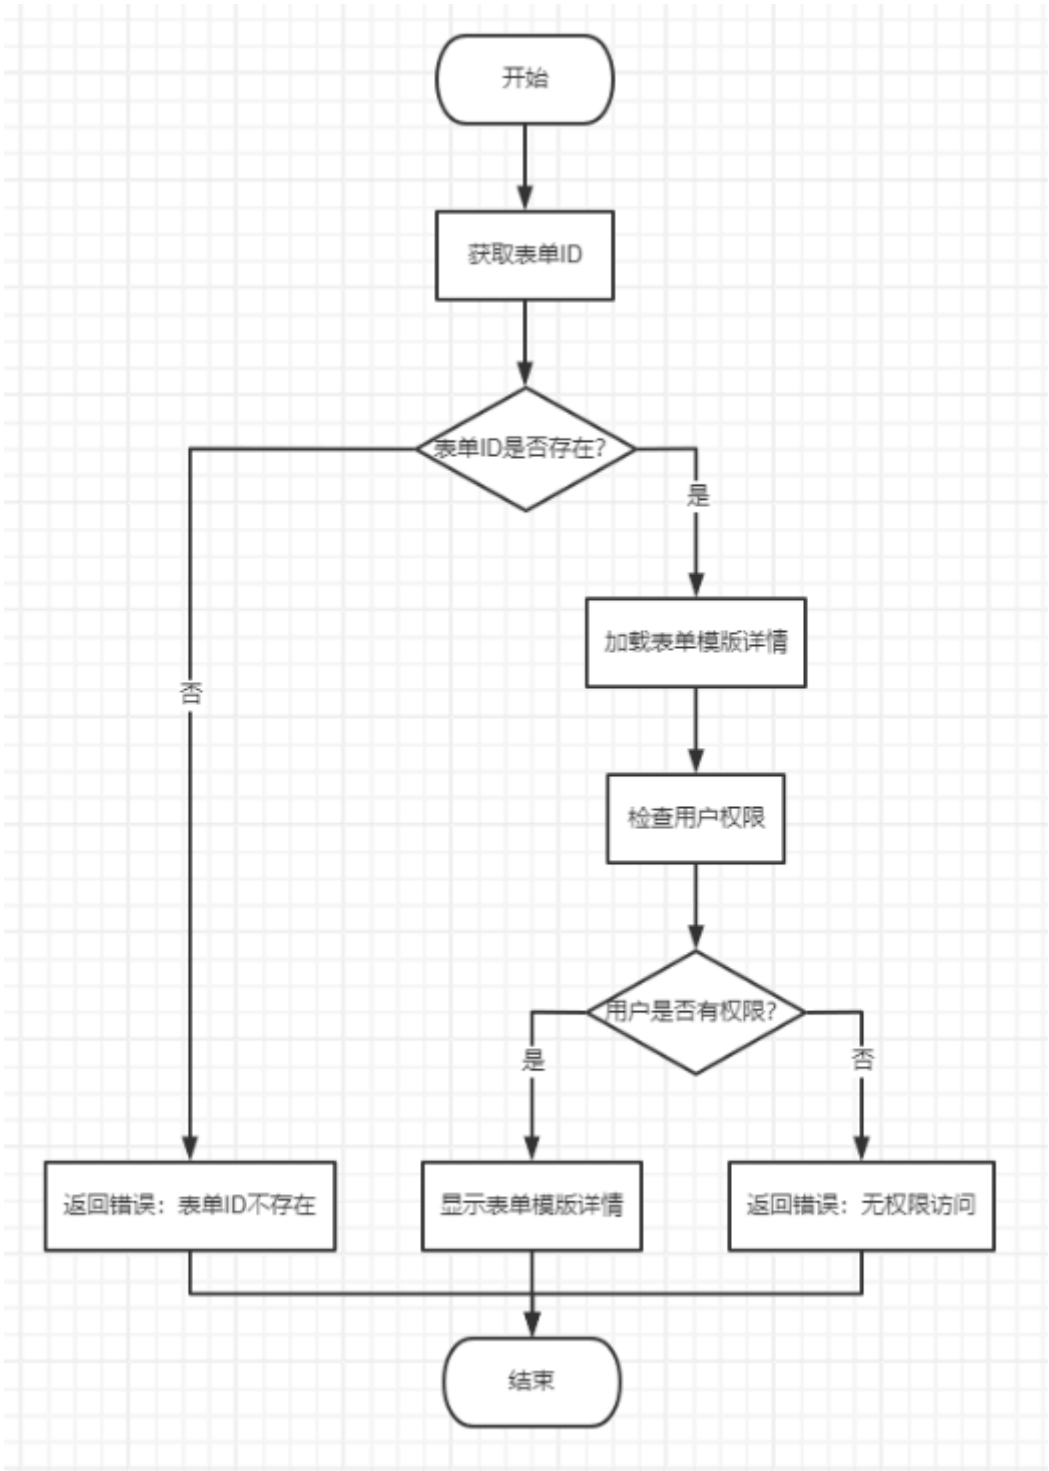 开始
获取表单ID
表单ID是否存在？
是
否
加载表单模版详情
检查用户权限
用户是否有权限？
是
否
返回错误：表单ID不存在
显示表单模版详情
返回错误：无权限访问
结束